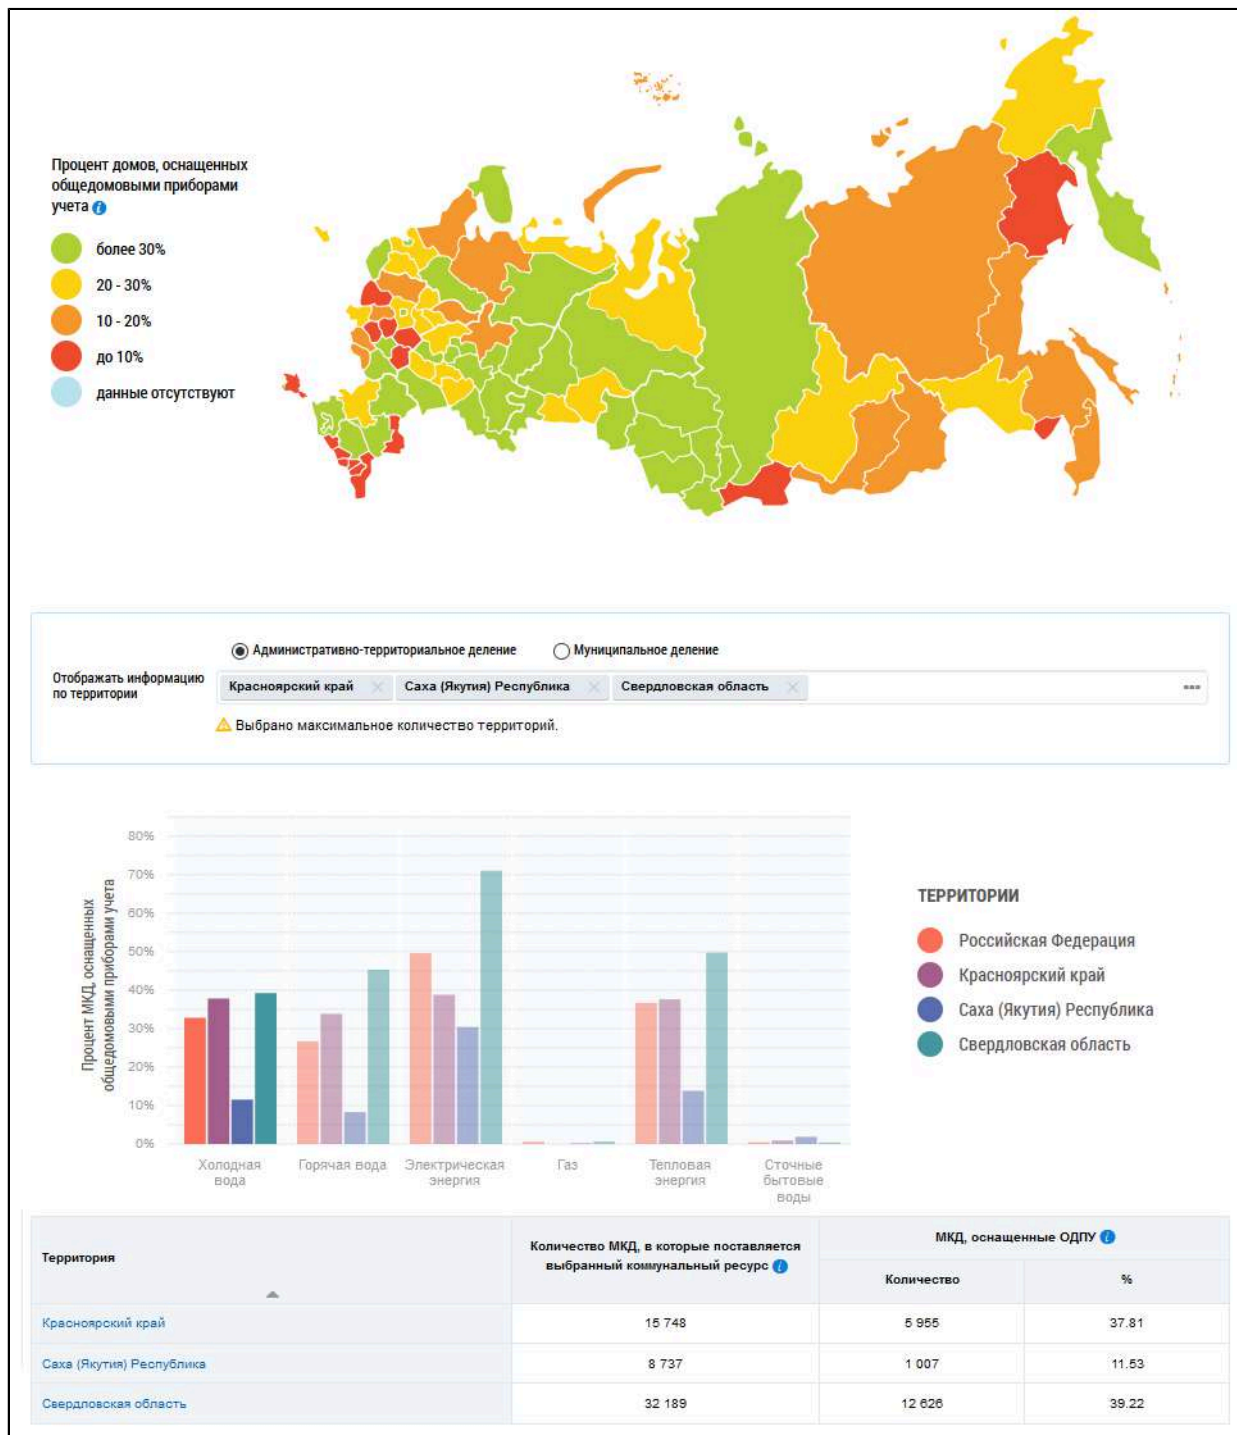 Процент домов, оснащенных
общедомовыми приборами
учета
более 30%
20 - 30%
10 - 20%
до 10%
данные отсутствуют
Административно-территориальное деление
Муниципальное деление
Отображать информацию
по территории
Красноярский край
Саха (Якутия) Республика
Свердловская область
Выбрано максимальное количество территорий.
Процент МКД, оснащенных
общедомовыми приборами учета
80%
70%
60%
50%
40%
30%
20%
10%
0%
Холодная
вода
Горячая вода
Электрическая
энергия
Газ
Тепловая
энергия
Сточные
бытовые
воды
ТЕРРИТОРИИ
Российская Федерация
Красноярский край
Саха (Якутия) Республика
Свердловская область
Территория
Количество МКД, в которые поставляется
выбранный коммунальный ресурс
МКД, оснащенные ОДПУ
Количество
%
Красноярский край 15 748 5 955 37.81
Саха (Якутия) Республика 8 737 1 007 11.53
Свердловская область 32 189 12 626 39.22